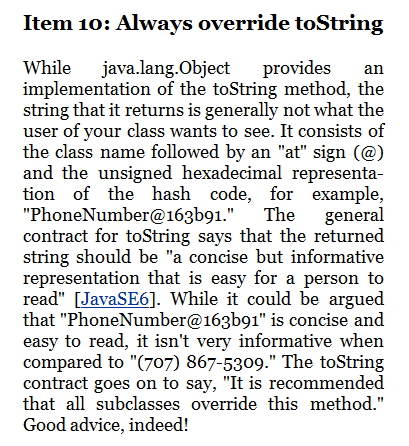 Item 10: Always override toString
While java.lang.Object provides an
implementation of the toString method, the
string that it returns is generally not what the
user of your class wants to see. It consists of
the class name followed by an "at" sign (@)
and the unsigned hexadecimal representa-
tion of the hash code, for example,
"PhoneNumber@163b91." The general
contract for toString says that the returned
string should be "a concise but informative
representation that is easy for a person to
read" [JavaSE6]. While it could be argued
that "PhoneNumber@163b91" is concise and
easy to read, it isn't very informative when
compared to "(707) 867-5309." The toString
contract goes on to say, "It is recommended
that all subclasses override this method."
Good advice, indeed!